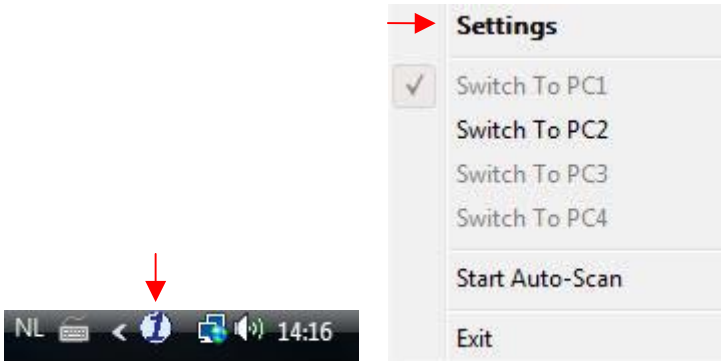 Settings
Switch To PC1
Switch To PC2
Switch To PC3
Switch To PC4
Start Auto-Scan
Exit
NL < 1 14:16